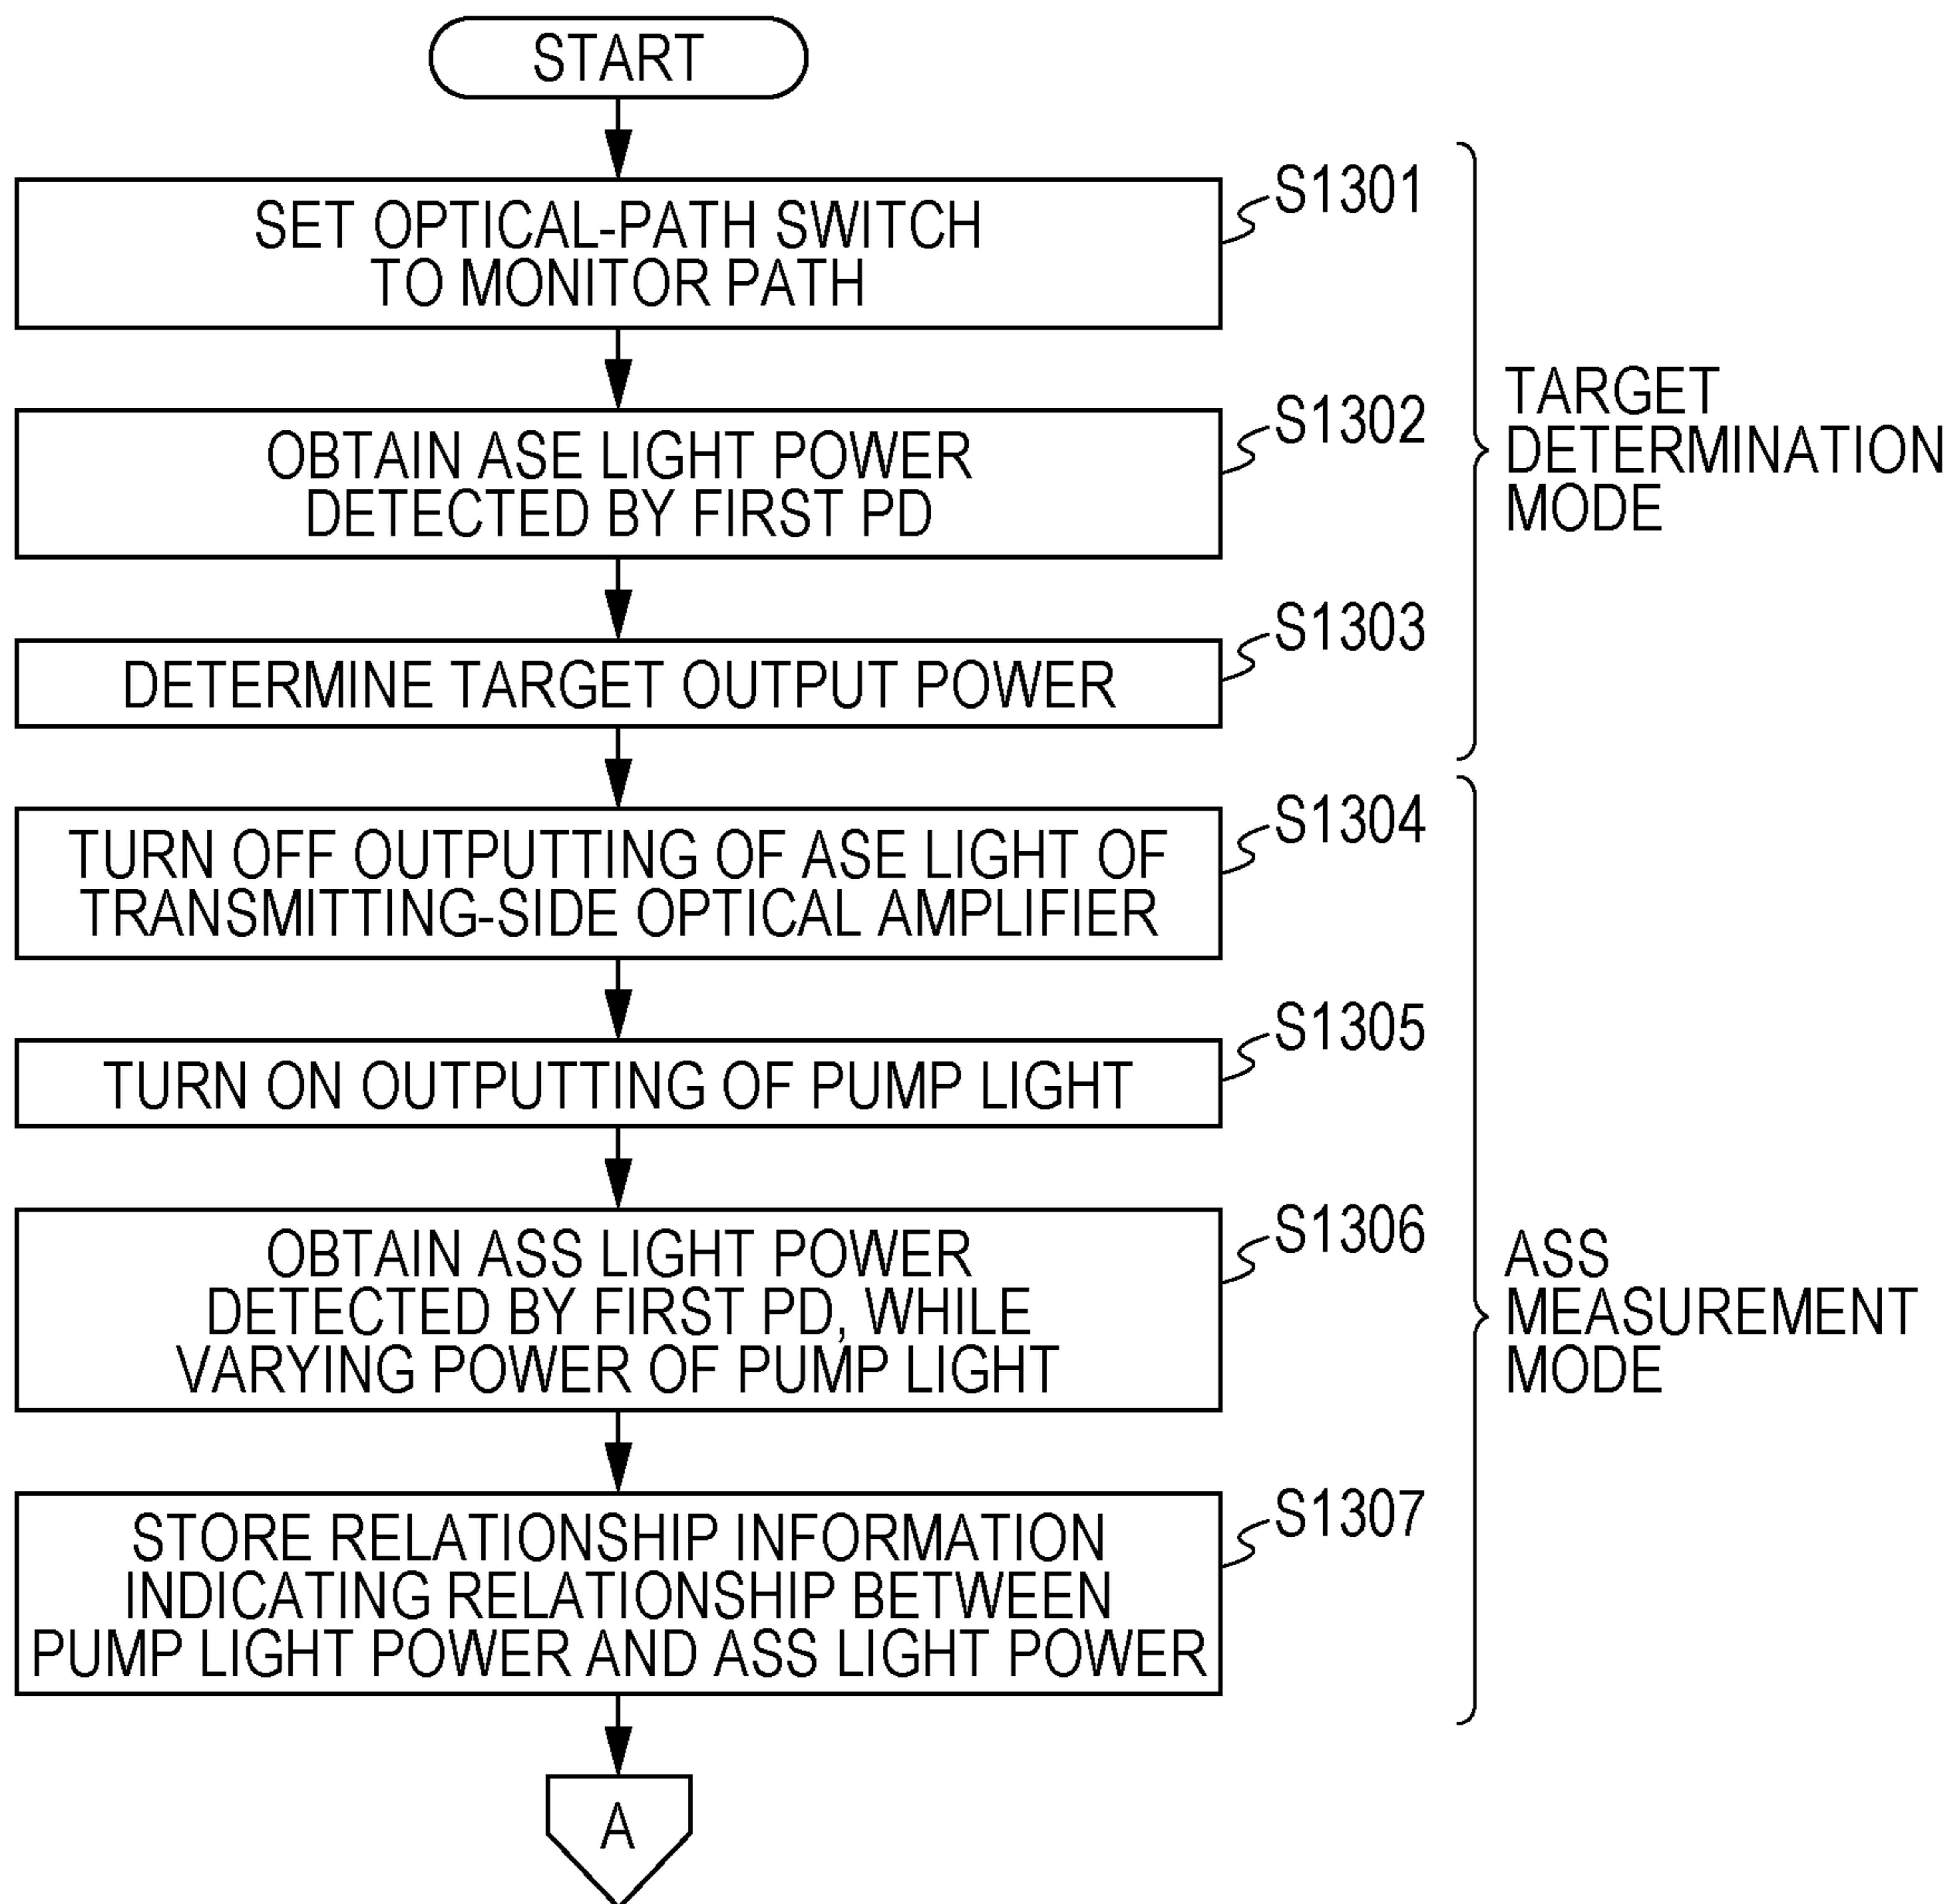 START
S1301
SET OPTICAL-PATH SWITCH
TO MONITOR PATH
S1302
OBTAIN ASE LIGHT POWER
DETECTED BY FIRST PD
TARGET
DETERMINATION
MODE
S1303
DETERMINE TARGET OUTPUT POWER
S1304
TURN OFF OUTPUTTING OF ASE LIGHT OF
TRANSMITTING-SIDE OPTICAL AMPLIFIER
S1305
TURN ON OUTPUTTING OF PUMP LIGHT
S1306
OBTAIN ASS LIGHT POWER
DETECTED BY FIRST PD, WHILE
VARYING POWER OF PUMP LIGHT
ASS
MEASUREMENT
MODE
S1307
STORE RELATIONSHIP INFORMATION
INDICATING RELATIONSHIP BETWEEN
PUMP LIGHT POWER AND ASS LIGHT POWER
A